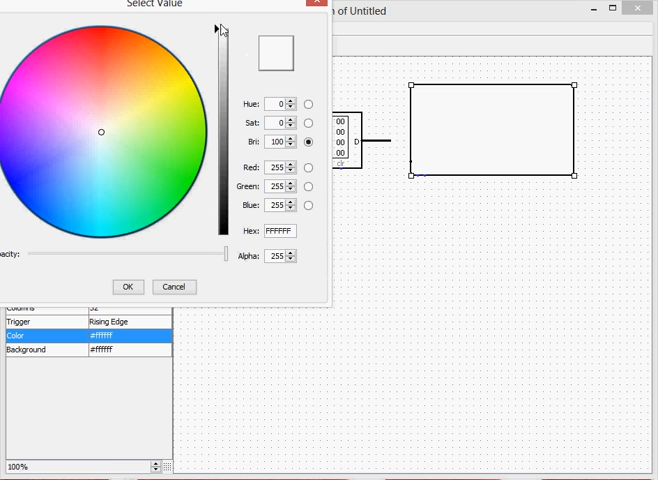 Select Value
n of Untitled
Hue: 0
Sat: 0
Bri: 100
Red: 255
Green: 255
Blue: 255
Hex: FFFFFF
acity:
Alpha: 255
OK Cancel
00
00
00
00
D
clr
Columns 32
Trigger Rising Edge
Color #ffffff
Background #ffffff
100%